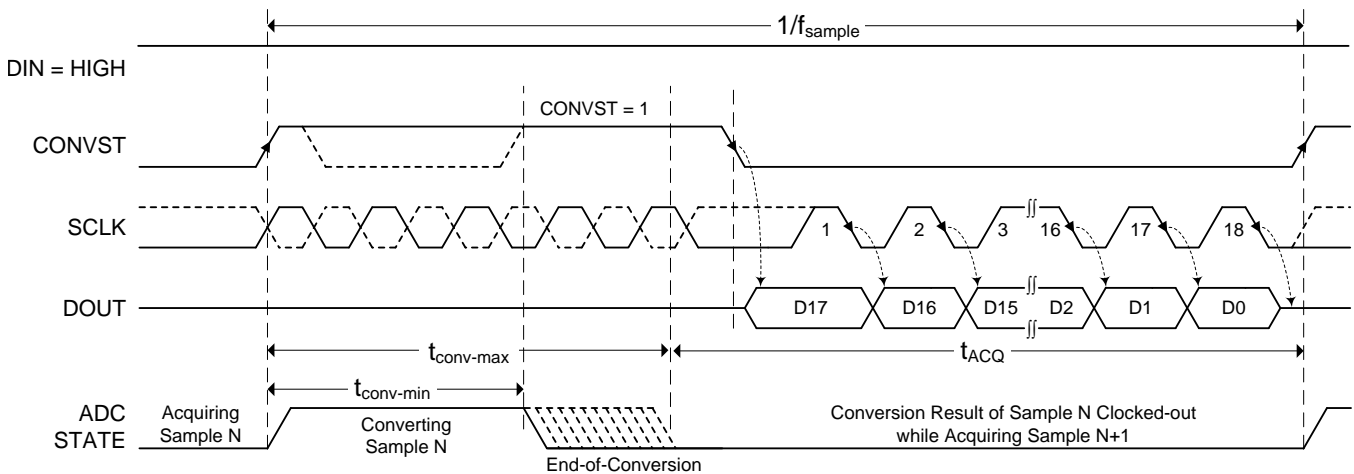 1/fsample
DIN = HIGH
CONVST = 1
CONVST
SCLK
1 2 3 ∫∫ 16 17 18
DOUT
D17 D16 D15 ∫∫ D2 D1 D0
∫∫
tconv-max
tACQ
tconv-min
ADC
STATE
Acquiring
Sample N
Converting
Sample N
End-of-Conversion
Conversion Result of Sample N Clocked-out
while Acquiring Sample N+1